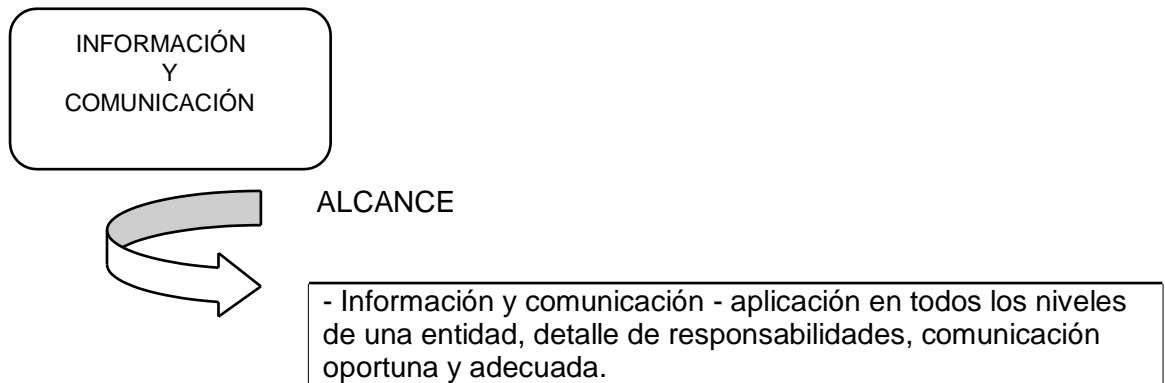 INFORMACIÓN
Y
COMUNICACIÓN
ALCANCE
- Información y comunicación - aplicación en todos los niveles
de una entidad, detalle de responsabilidades, comunicación
oportuna y adecuada.